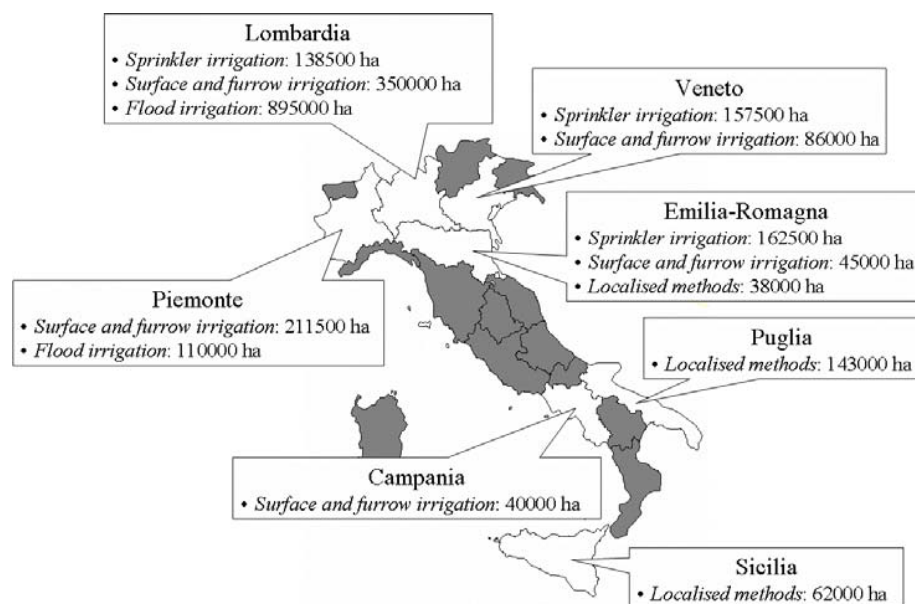 Lombardia
• Sprinkler irrigation: 138500 ha
• Surface and furrow irrigation: 350000 ha
• Flood irrigation: 895000 ha
Veneto
• Sprinkler irrigation: 157500 ha
• Surface and furrow irrigation: 86000 ha
Emilia-Romagna
• Sprinkler irrigation: 162500 ha
• Surface and furrow irrigation: 45000 ha
• Localised methods: 38000 ha
Piemonte
• Surface and furrow irrigation: 211500 ha
• Flood irrigation: 110000 ha
Puglia
• Localised methods: 143000 ha
Campania
• Surface and furrow irrigation: 40000 ha
Sicilia
• Localised methods: 62000 ha